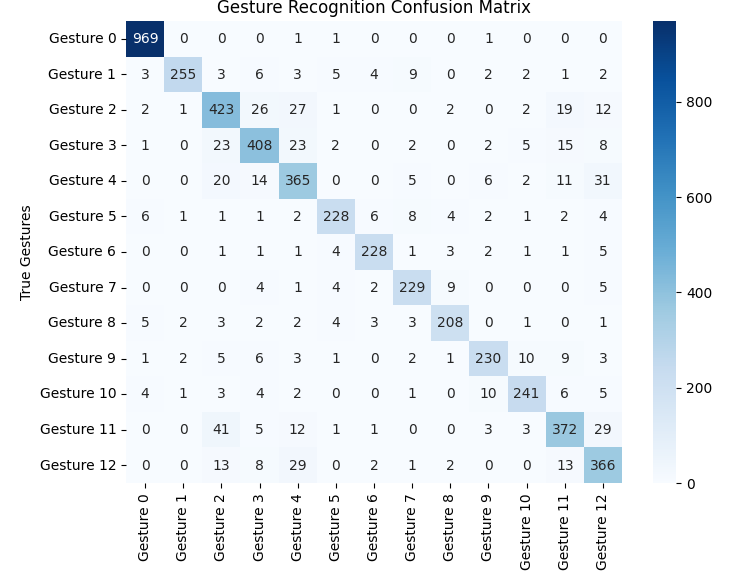 Gesture Recognition Confusion Matrix
True Gestures
Gesture 0 969 0 0 0 1 1 0 0 0 1 0 0 0
Gesture 1 3 255 3 6 3 5 4 9 0 2 2 1 2
Gesture 2 2 1 423 26 27 1 0 0 2 0 2 19 12
Gesture 3 1 0 23 408 23 2 0 2 0 2 5 15 8
Gesture 4 0 0 20 14 365 0 0 5 0 6 2 11 31
Gesture 5 6 1 1 1 2 228 6 8 4 2 1 2 4
Gesture 6 0 0 1 1 1 4 228 1 3 2 1 1 5
Gesture 7 0 0 0 4 1 4 2 229 9 0 0 0 5
Gesture 8 5 2 3 2 2 4 3 3 208 0 1 0 1
Gesture 9 1 2 5 6 3 1 0 2 1 230 10 9 3
Gesture 10 4 1 3 4 2 0 0 1 0 10 241 6 5
Gesture 11 0 0 41 5 12 1 1 0 0 3 3 372 29
Gesture 12 0 0 13 8 29 0 2 1 2 0 0 13 366
Gesture 0
Gesture 1
Gesture 2
Gesture 3
Gesture 4
Gesture 5
Gesture 6
Gesture 7
Gesture 8
Gesture 9
Gesture 10
Gesture 11
Gesture 12
800
600
400
200
0